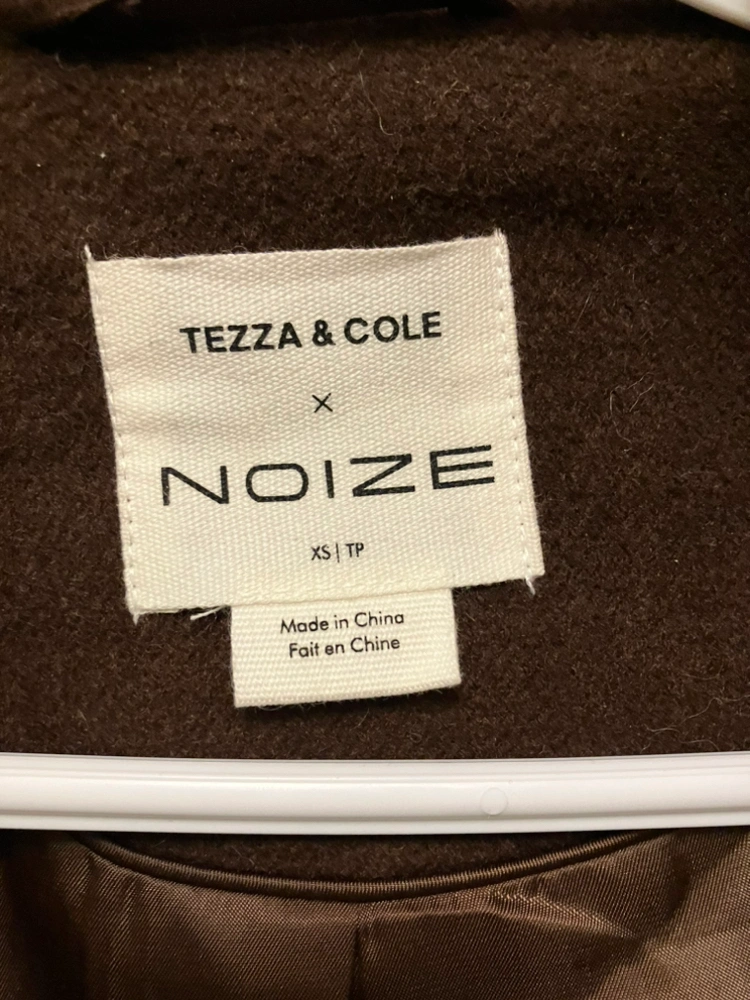 TEZZA & COLE
×
NOIZE
XS | TP
Made in China
Fait en Chine